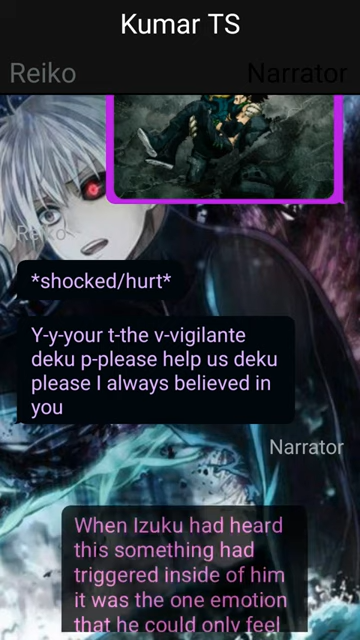 Kumar TS
Reiko
Narrator
Reiko
*shocked/hurt*
Y-y-your t-the v-vigilante
deku p-please help us deku
please I always believed in
you
Narrator
When Izuku had heard
this something had
triggered inside of him
it was the one emotion
that he could only feel